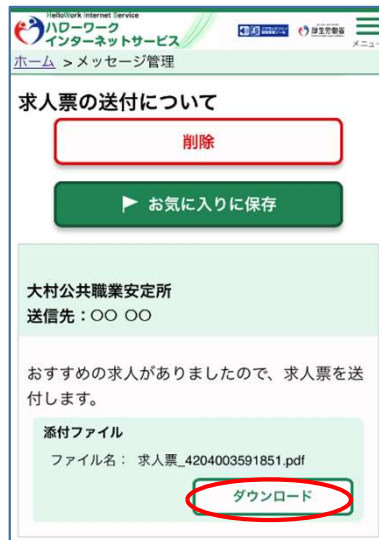 HelloWork Internet Service
ハローワーク
インターネットサービス
厚生労働省
メニュー
ホーム ＞メッセージ管理
求人票の送付について
削除
お気に入りに保存
大村公共職業安定所
送信先：〇〇 〇〇
おすすめの求人がありましたので、求人票を送
付します。
添付ファイル
ファイル名： 求人票_4204003591851.pdf
ダウンロード